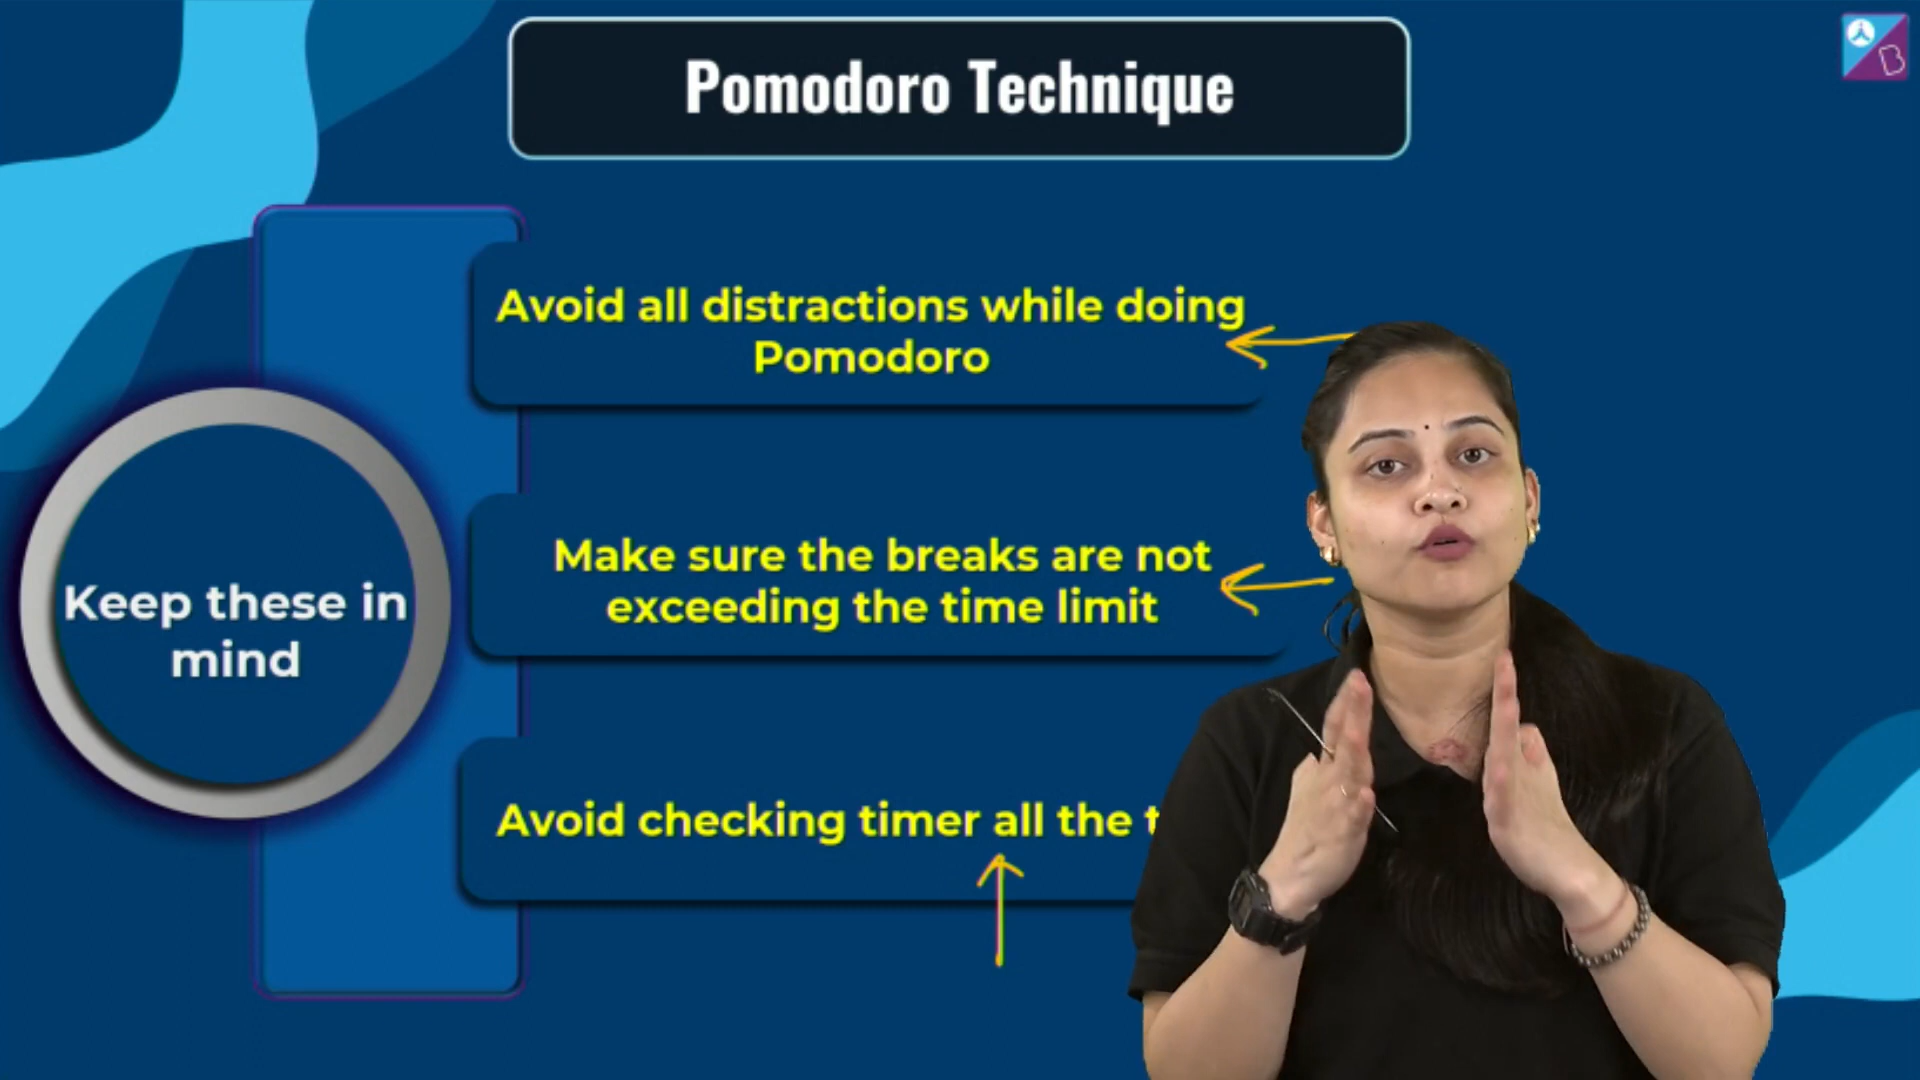 Pomodoro Technique
Avoid all distractions while doing
Pomodoro
Make sure the breaks are not
exceeding the time limit
Keep these in
mind
Avoid checking timer all the
B